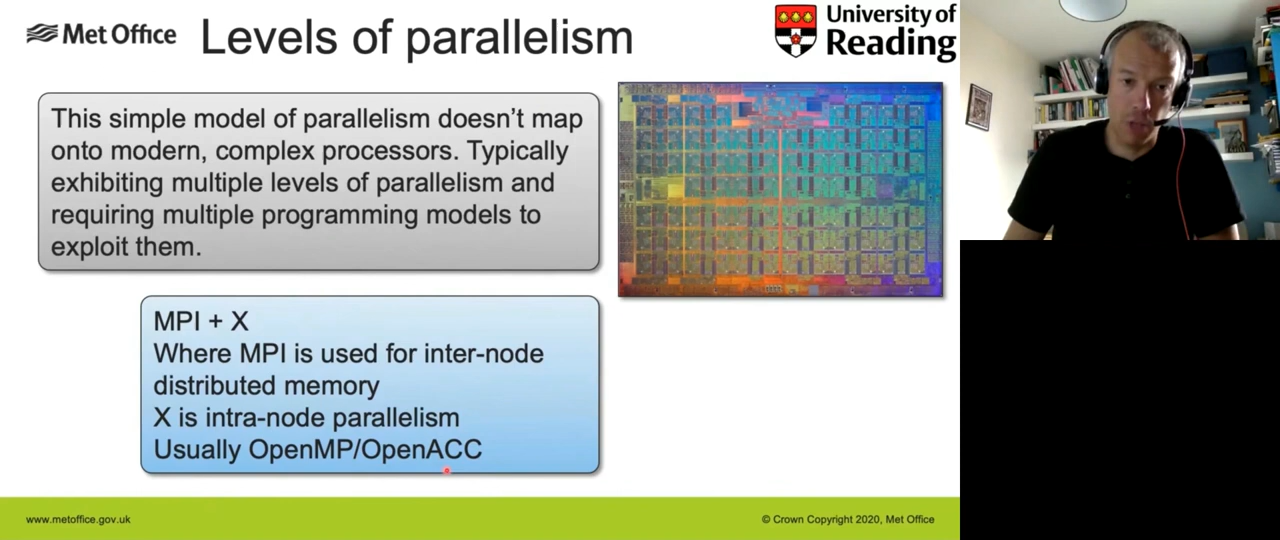 Met Office
Levels of parallelism
University of
Reading
This simple model of parallelism doesn't map
onto modern, complex processors. Typically
exhibiting multiple levels of parallelism and
requiring multiple programming models to
exploit them.
MPI + X
Where MPI is used for inter-node
distributed memory
X is intra-node parallelism
Usually OpenMP/OpenACC
www.metoffice.gov.uk
© Crown Copyright 2020, Met Office